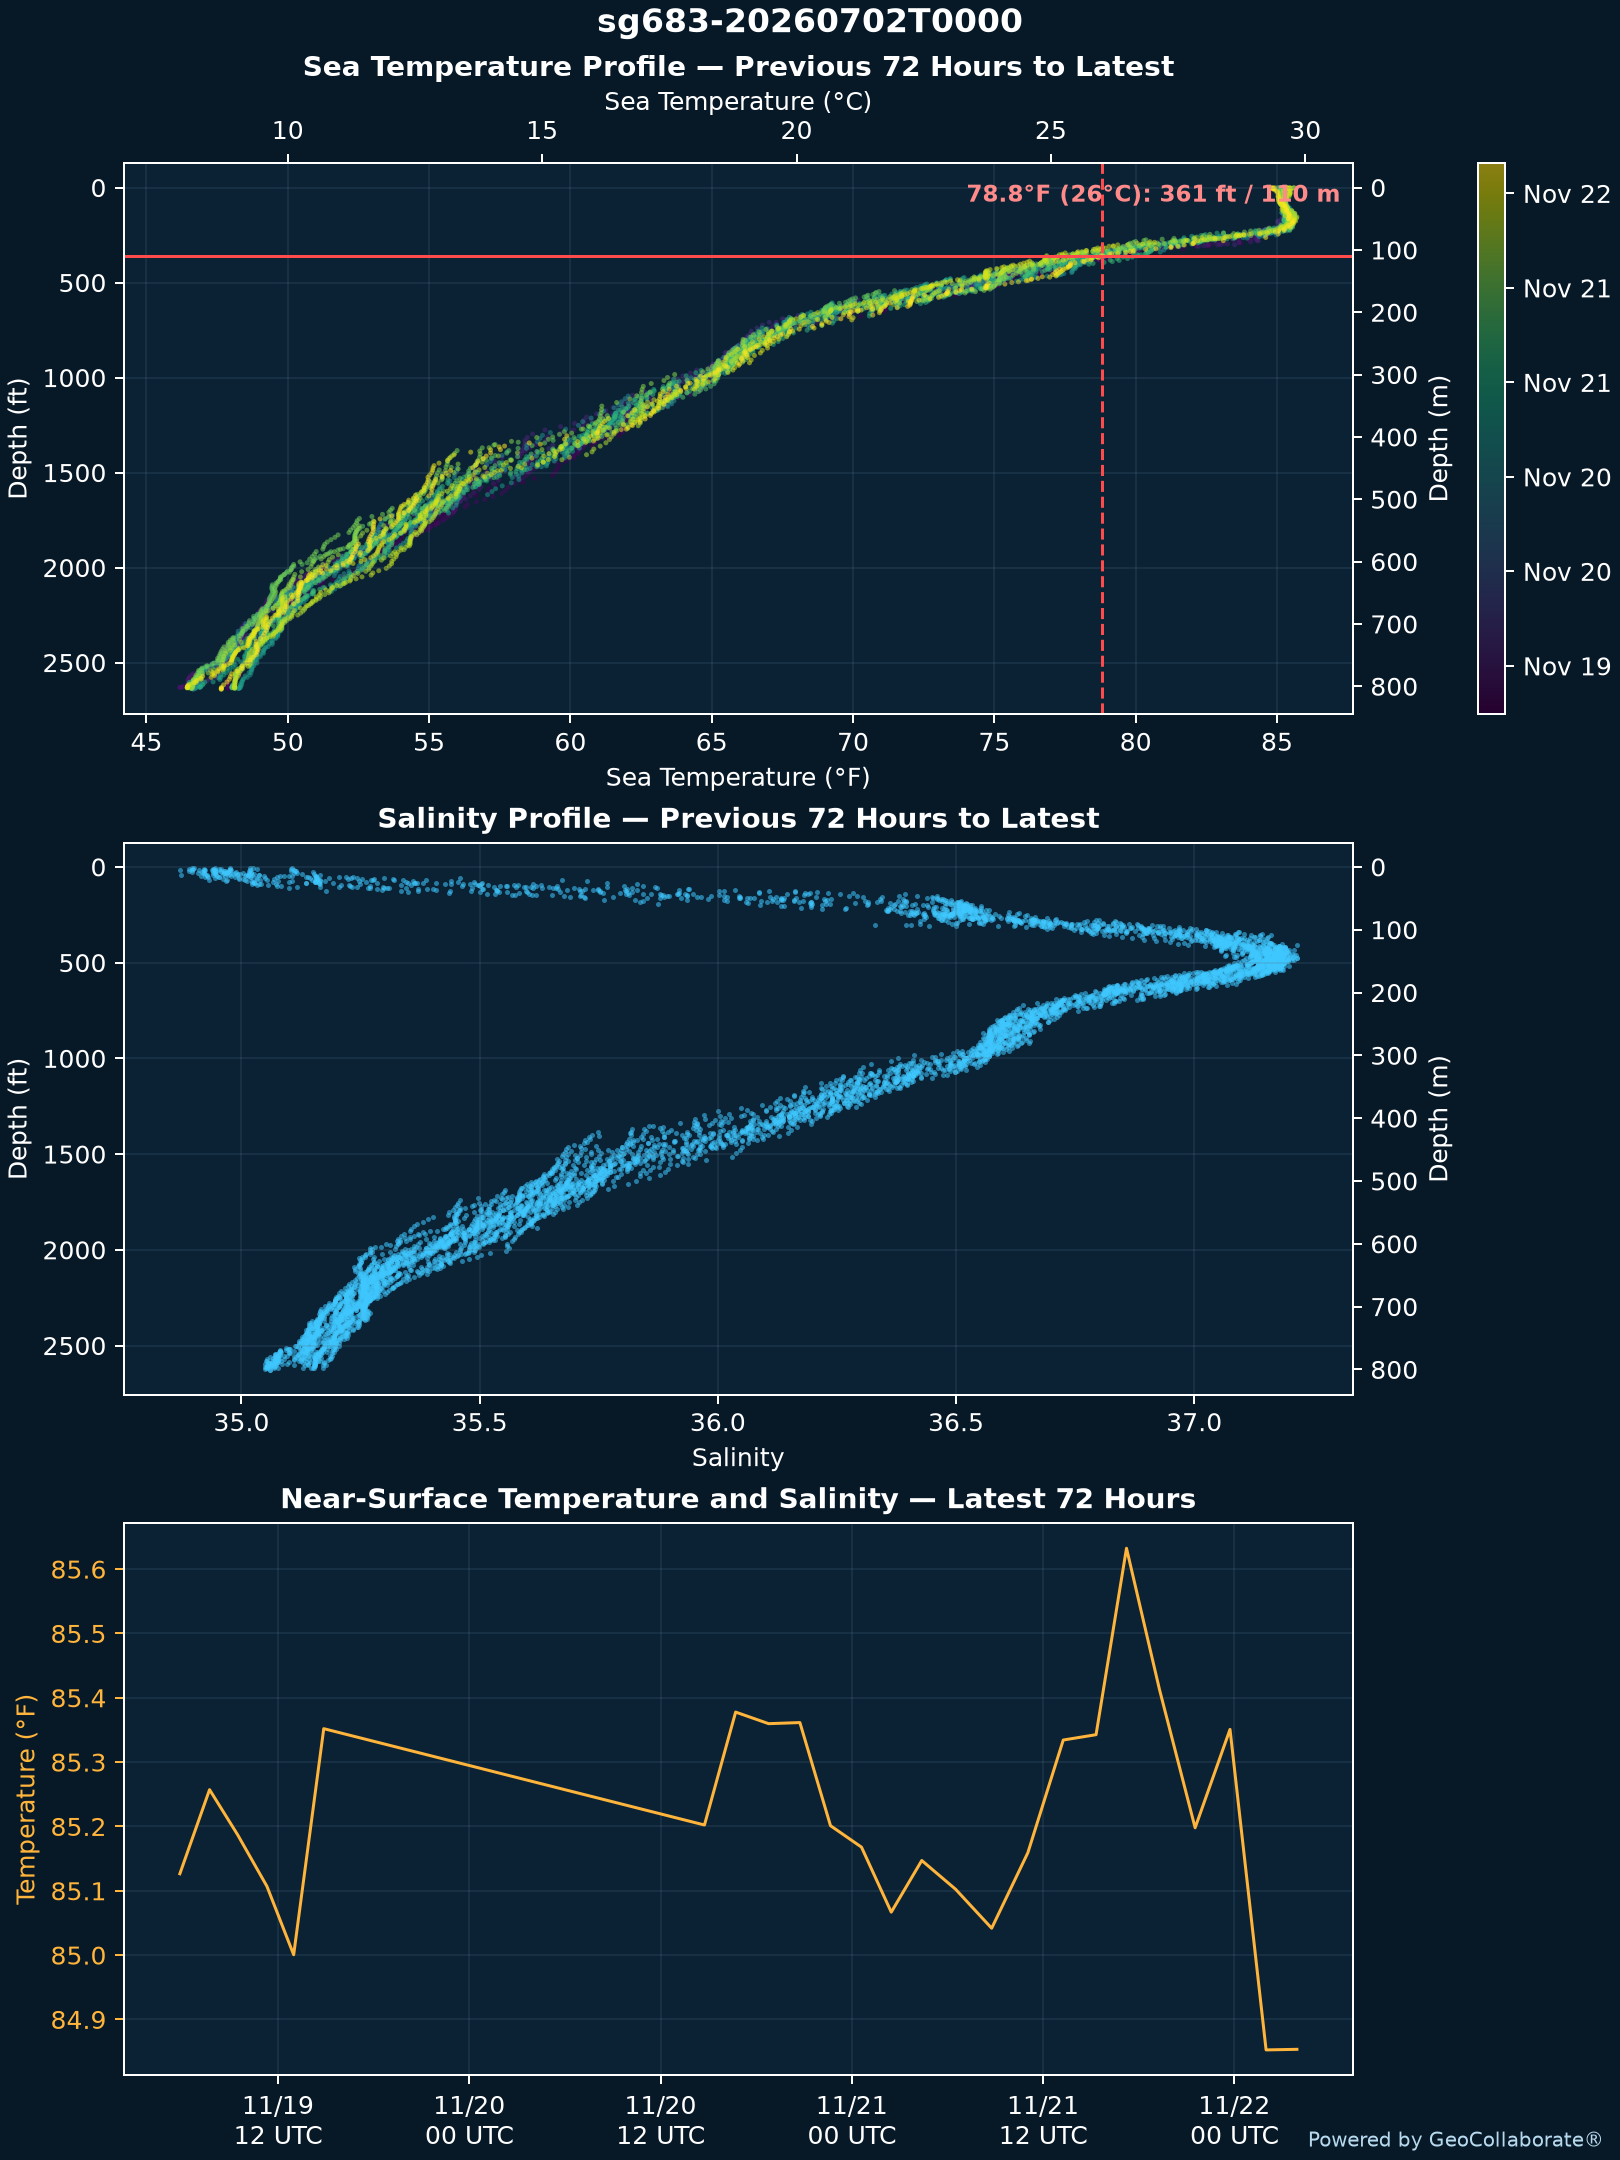 sg683-20260702T0000
Sea Temperature Profile — Previous 72 Hours to Latest
Sea Temperature (°C)
10 15 20 25 30
78.8°F (26°C): 361 ft / 110 m
Depth (ft)
0
500
1000
1500
2000
2500
Depth (m)
0
100
200
300
400
500
600
700
800
Nov 22
Nov 21
Nov 21
Nov 20
Nov 20
Nov 19
45 50 55 60 65 70 75 80 85
Sea Temperature (°F)
Salinity Profile — Previous 72 Hours to Latest
Depth (ft)
0
500
1000
1500
2000
2500
Depth (m)
0
100
200
300
400
500
600
700
800
35.0 35.5 36.0 36.5 37.0
Salinity
Near-Surface Temperature and Salinity — Latest 72 Hours
Temperature (°F)
85.6
85.5
85.4
85.3
85.2
85.1
85.0
84.9
11/19 11/20 11/20 11/21 11/21 11/22
12 UTC 00 UTC 12 UTC 00 UTC 12 UTC 00 UTC
Powered by GeoCollaborate®